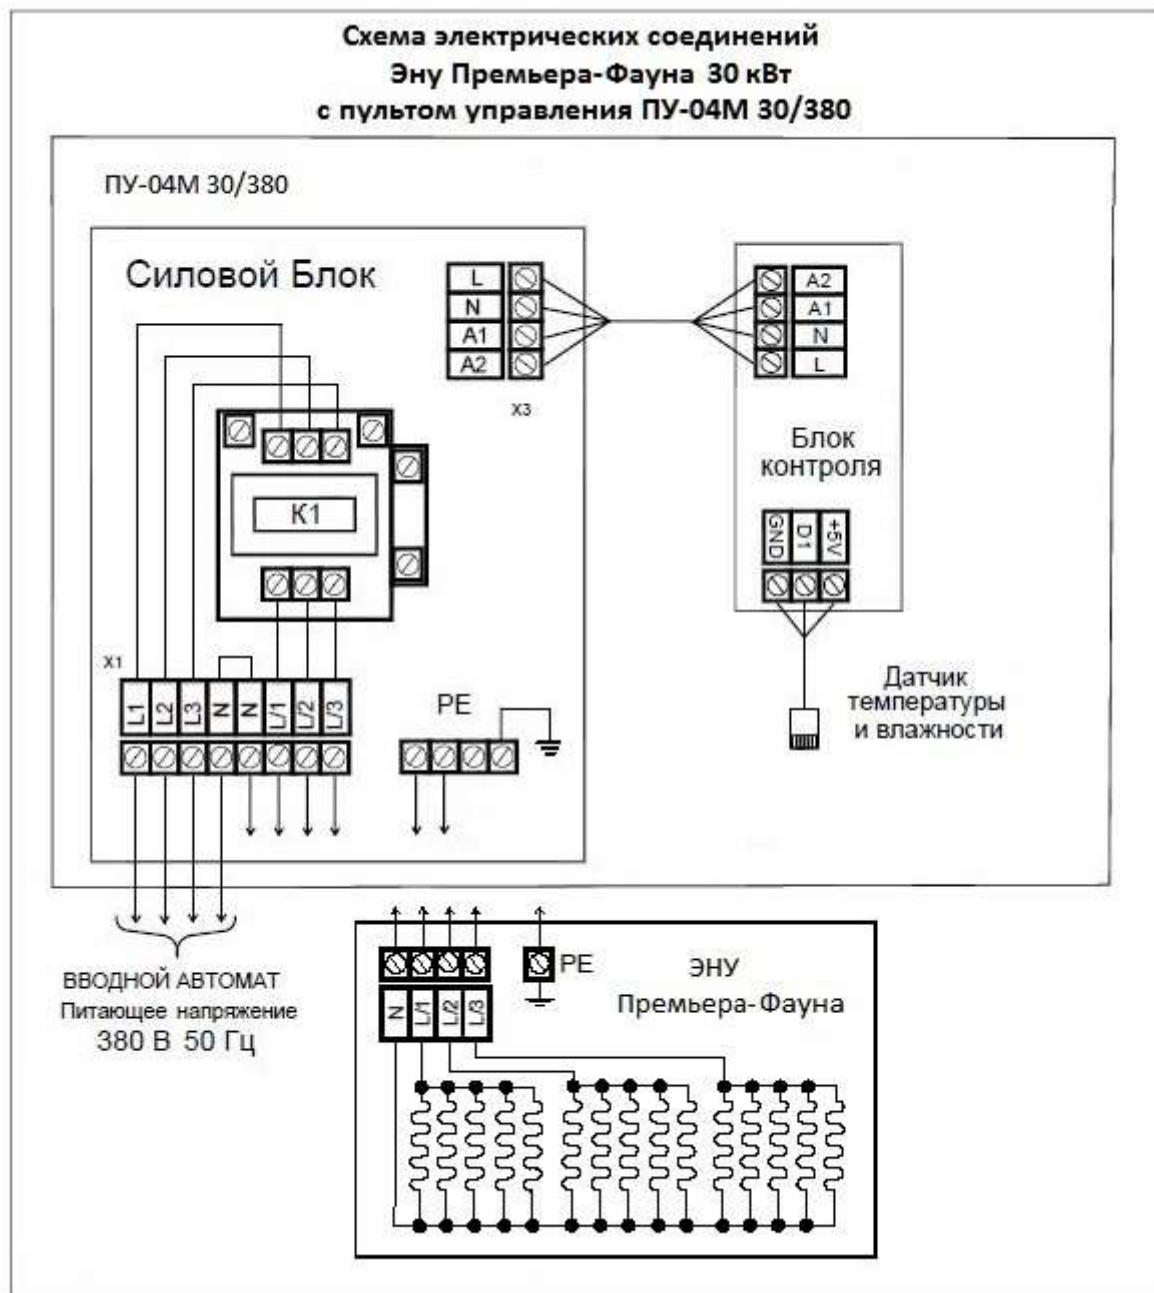 Схема электрических соединений
Эну Премьера-Фауна 30 кВт
с пультом управления ПУ-04М 30/380
ПУ-04М 30/380
Силовой Блок
L
N
A1
A2
X3
A2
A1
N
L
Блок
контроля
K1
GND
D1
+5V
X1
L1
L2
L3
N
N
L/1
L/2
L/3
PE
Датчик
температуры
и влажности
ВВОДНОЙ АВТОМАТ
Питающее напряжение
380 В 50 Гц
PE
ЭНУ
Премьера-Фауна
N
L/1
L/2
L/3